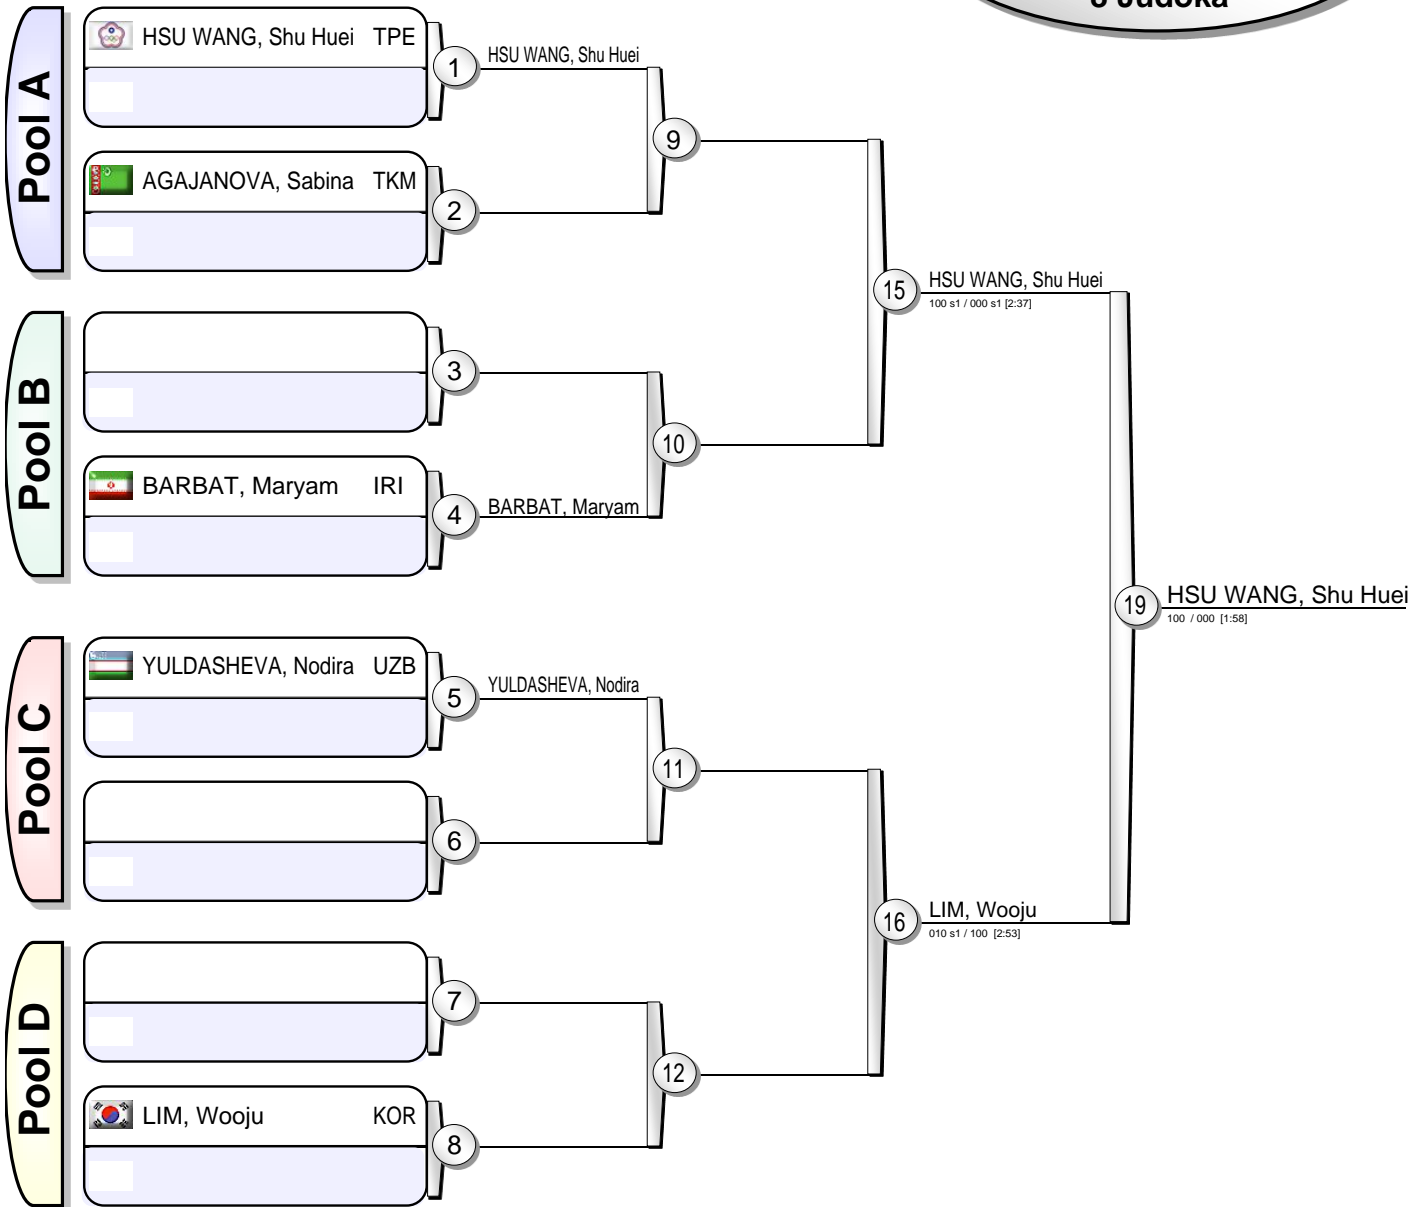 Judoka
Pool A
HSU WANG, Shu Huei TPE
1
HSU WANG, Shu Huei
AGAJANOVA, Sabina TKM
2
9
Pool B
3
BARBAT, Maryam IRI
4
BARBAT, Maryam
10
15
HSU WANG, Shu Huei
100 s1 / 000 s1 [2:37]
Pool C
YULDASHEVA, Nodira UZB
5
YULDASHEVA, Nodira
6
11
Pool D
7
LIM, Wooju KOR
8
12
16
LIM, Wooju
010 s1 / 100 [2:53]
19
HSU WANG, Shu Huei
100 / 000 [1:58]